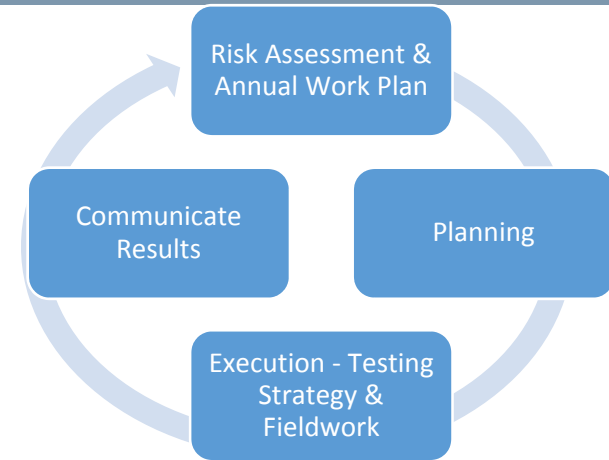 Risk Assessment &
Annual Work Plan
Communicate
Results
Planning
Execution - Testing
Strategy &
Fieldwork